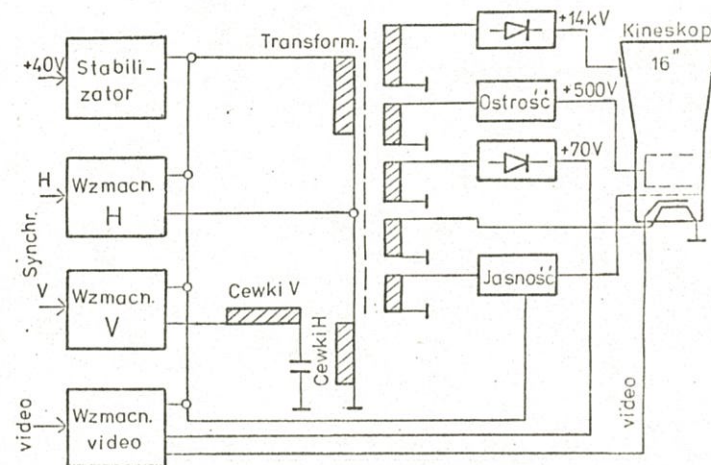 +40V
Stabili-
zator
Transform.
+14kV
Kineskop
16"
Ostrość
+500V
+70V
Synchr.
H
Wzmacn.
H
V
Wzmacn.
V
Cewki V
Cewki H
Jasność
video
Wzmacn.
video
video